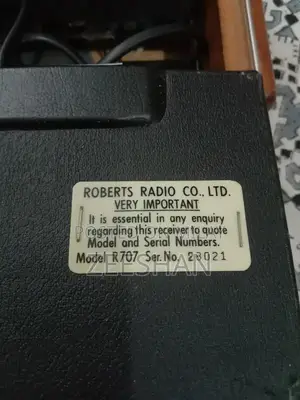 ROBERTS RADIO CO., LTD.
VERY IMPORTANT
It is essential in any enquiry
regarding this receiver to quote
Model and Serial Numbers.
Model R707 Ser. No. 28021
ZEESHAN